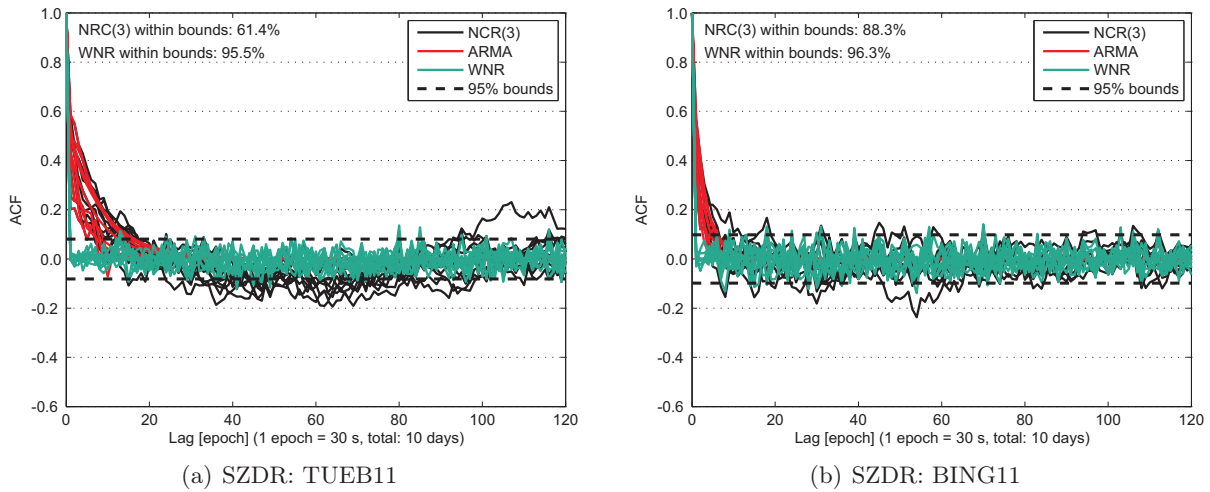 NRC(3) within bounds: 61.4%
WNR within bounds: 95.5%
NCR(3)
ARMA
WNR
95% bounds
1.0
0.8
0.6
0.4
0.2
0.0
-0.2
-0.4
-0.6
ACF
0 20 40 60 80 100 120
Lag [epoch] (1 epoch = 30 s, total: 10 days)
(a) SZDR: TUEB11
NRC(3) within bounds: 88.3%
WNR within bounds: 96.3%
NCR(3)
ARMA
WNR
95% bounds
1.0
0.8
0.6
0.4
0.2
0.0
-0.2
-0.4
-0.6
ACF
0 20 40 60 80 100 120
Lag [epoch] (1 epoch = 30 s, total: 10 days)
(b) SZDR: BING11